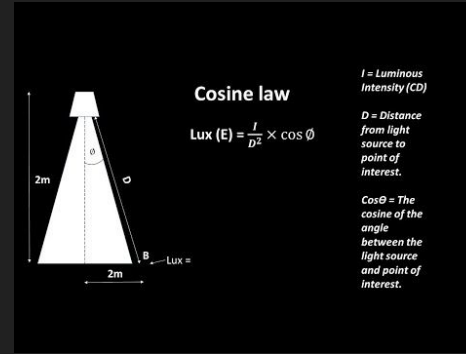 Cosine law
Lux (E) = I/D² × cos Ø
Ø
D
2m
B
Lux =
2m
I = Luminous
Intensity (CD)
D = Distance
from light
source to
point of
interest.
Cosθ = The
cosine of the
angle
between the
light source
and point of
interest.